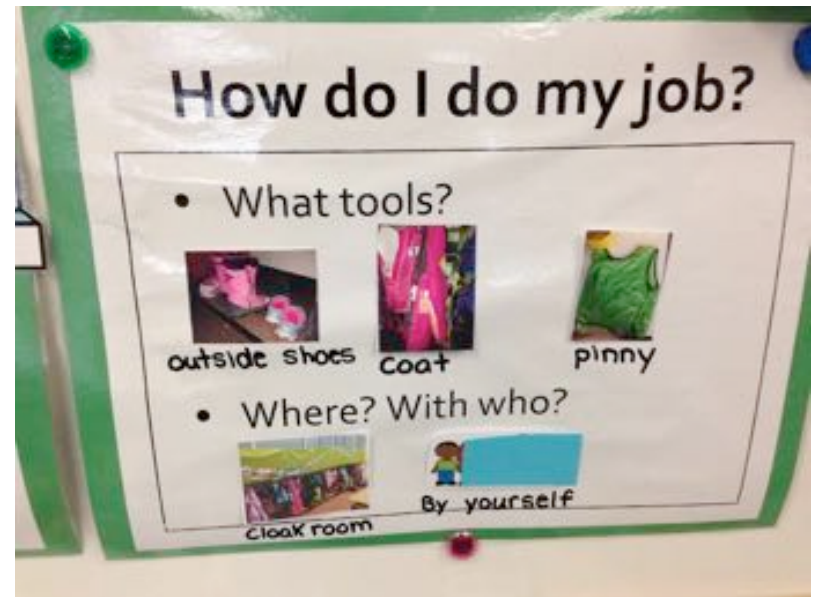 How do I do my job?
• What tools?
outside shoes coat pinny
• Where? With who?
cloak room By yourself